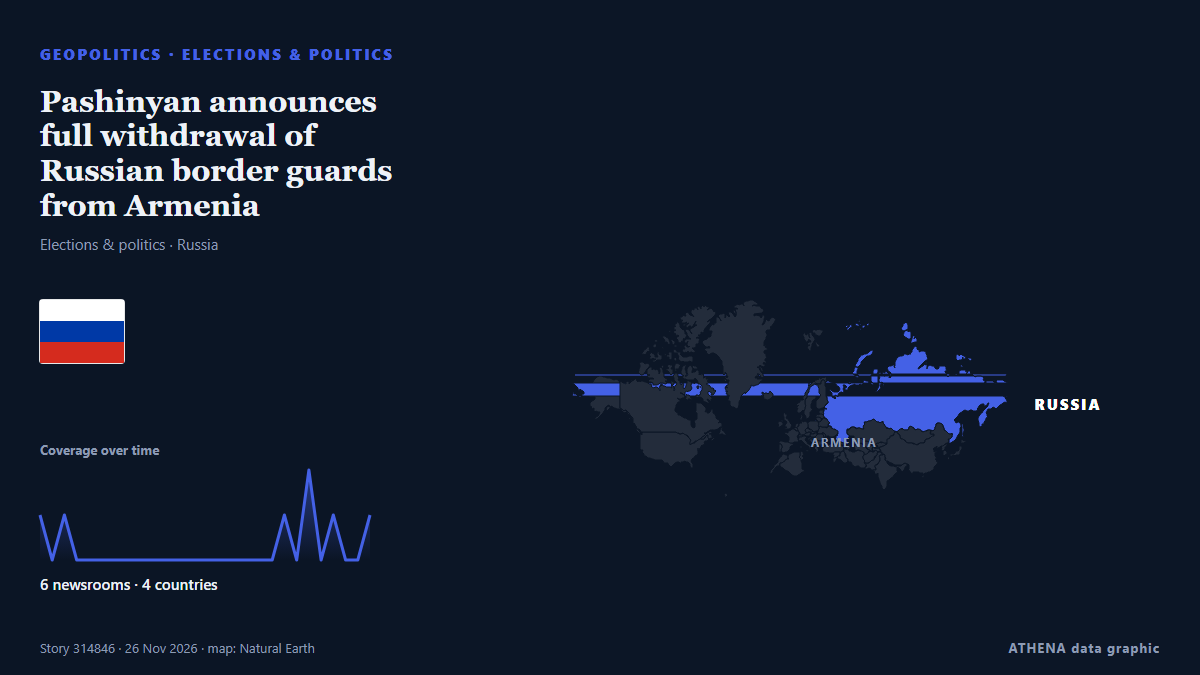 GEOPOLITICS · ELECTIONS & POLITICS
Pashinyan announces
full withdrawal of
Russian border guards
from Armenia
Elections & politics · Russia
RUSSIA
ARMENIA
Coverage over time
6 newsrooms · 4 countries
Story 314846 · 26 Nov 2026 · map: Natural Earth
ATHENA data graphic